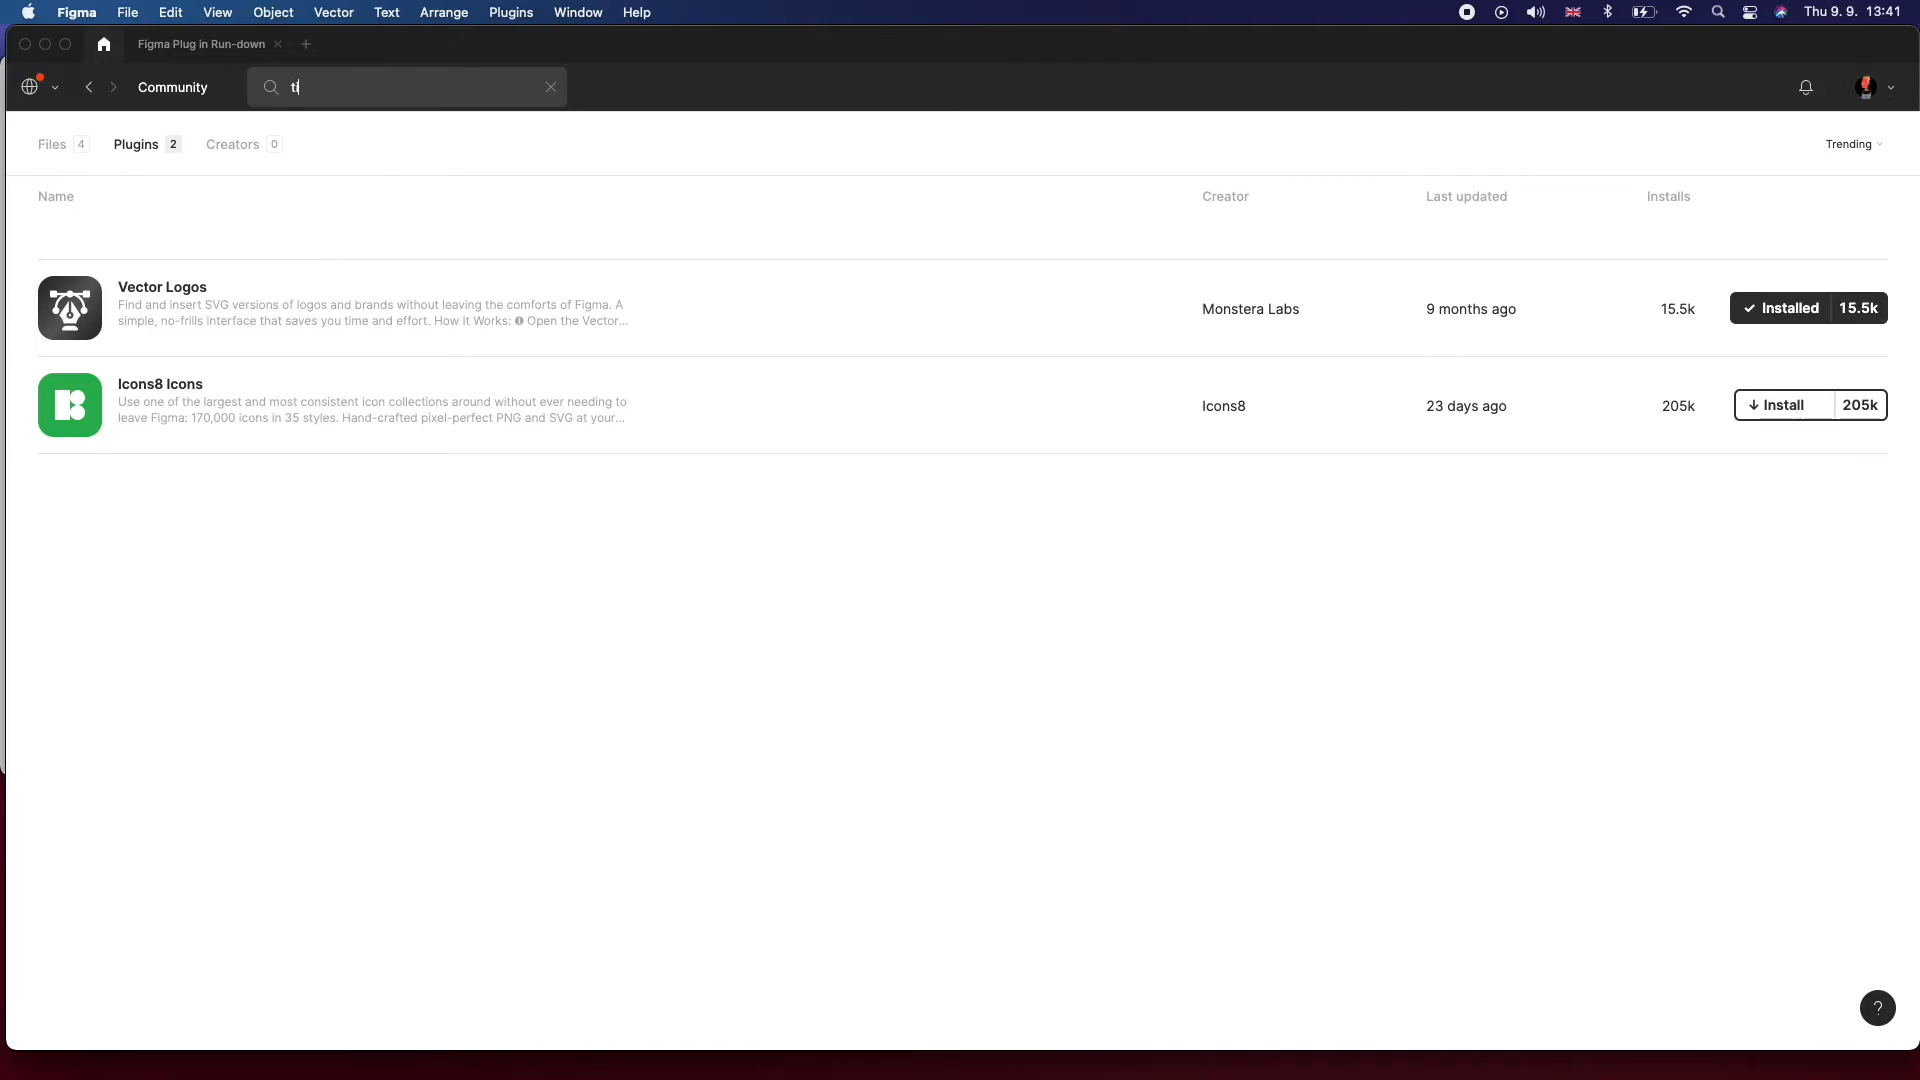 Figma File Edit View Object Vector Text Arrange Plugins Window Help Thu 9. 9. 13:41
Figma Plug in Run-down
Community ti
Files 4 Plugins 2 Creators 0 Trending
Name Creator Last updated Installs
Vector Logos
Find and insert SVG versions of logos and brands without leaving the comforts of Figma. A
simple, no-frills interface that saves you time and effort. How It Works: ❶ Open the Vector...
Monstera Labs 9 months ago 15.5k Installed 15.5k
Icons8 Icons
Use one of the largest and most consistent icon collections around without ever needing to
leave Figma: 170,000 icons in 35 styles. Hand-crafted pixel-perfect PNG and SVG at your...
Icons8 23 days ago 205k Install 205k
?